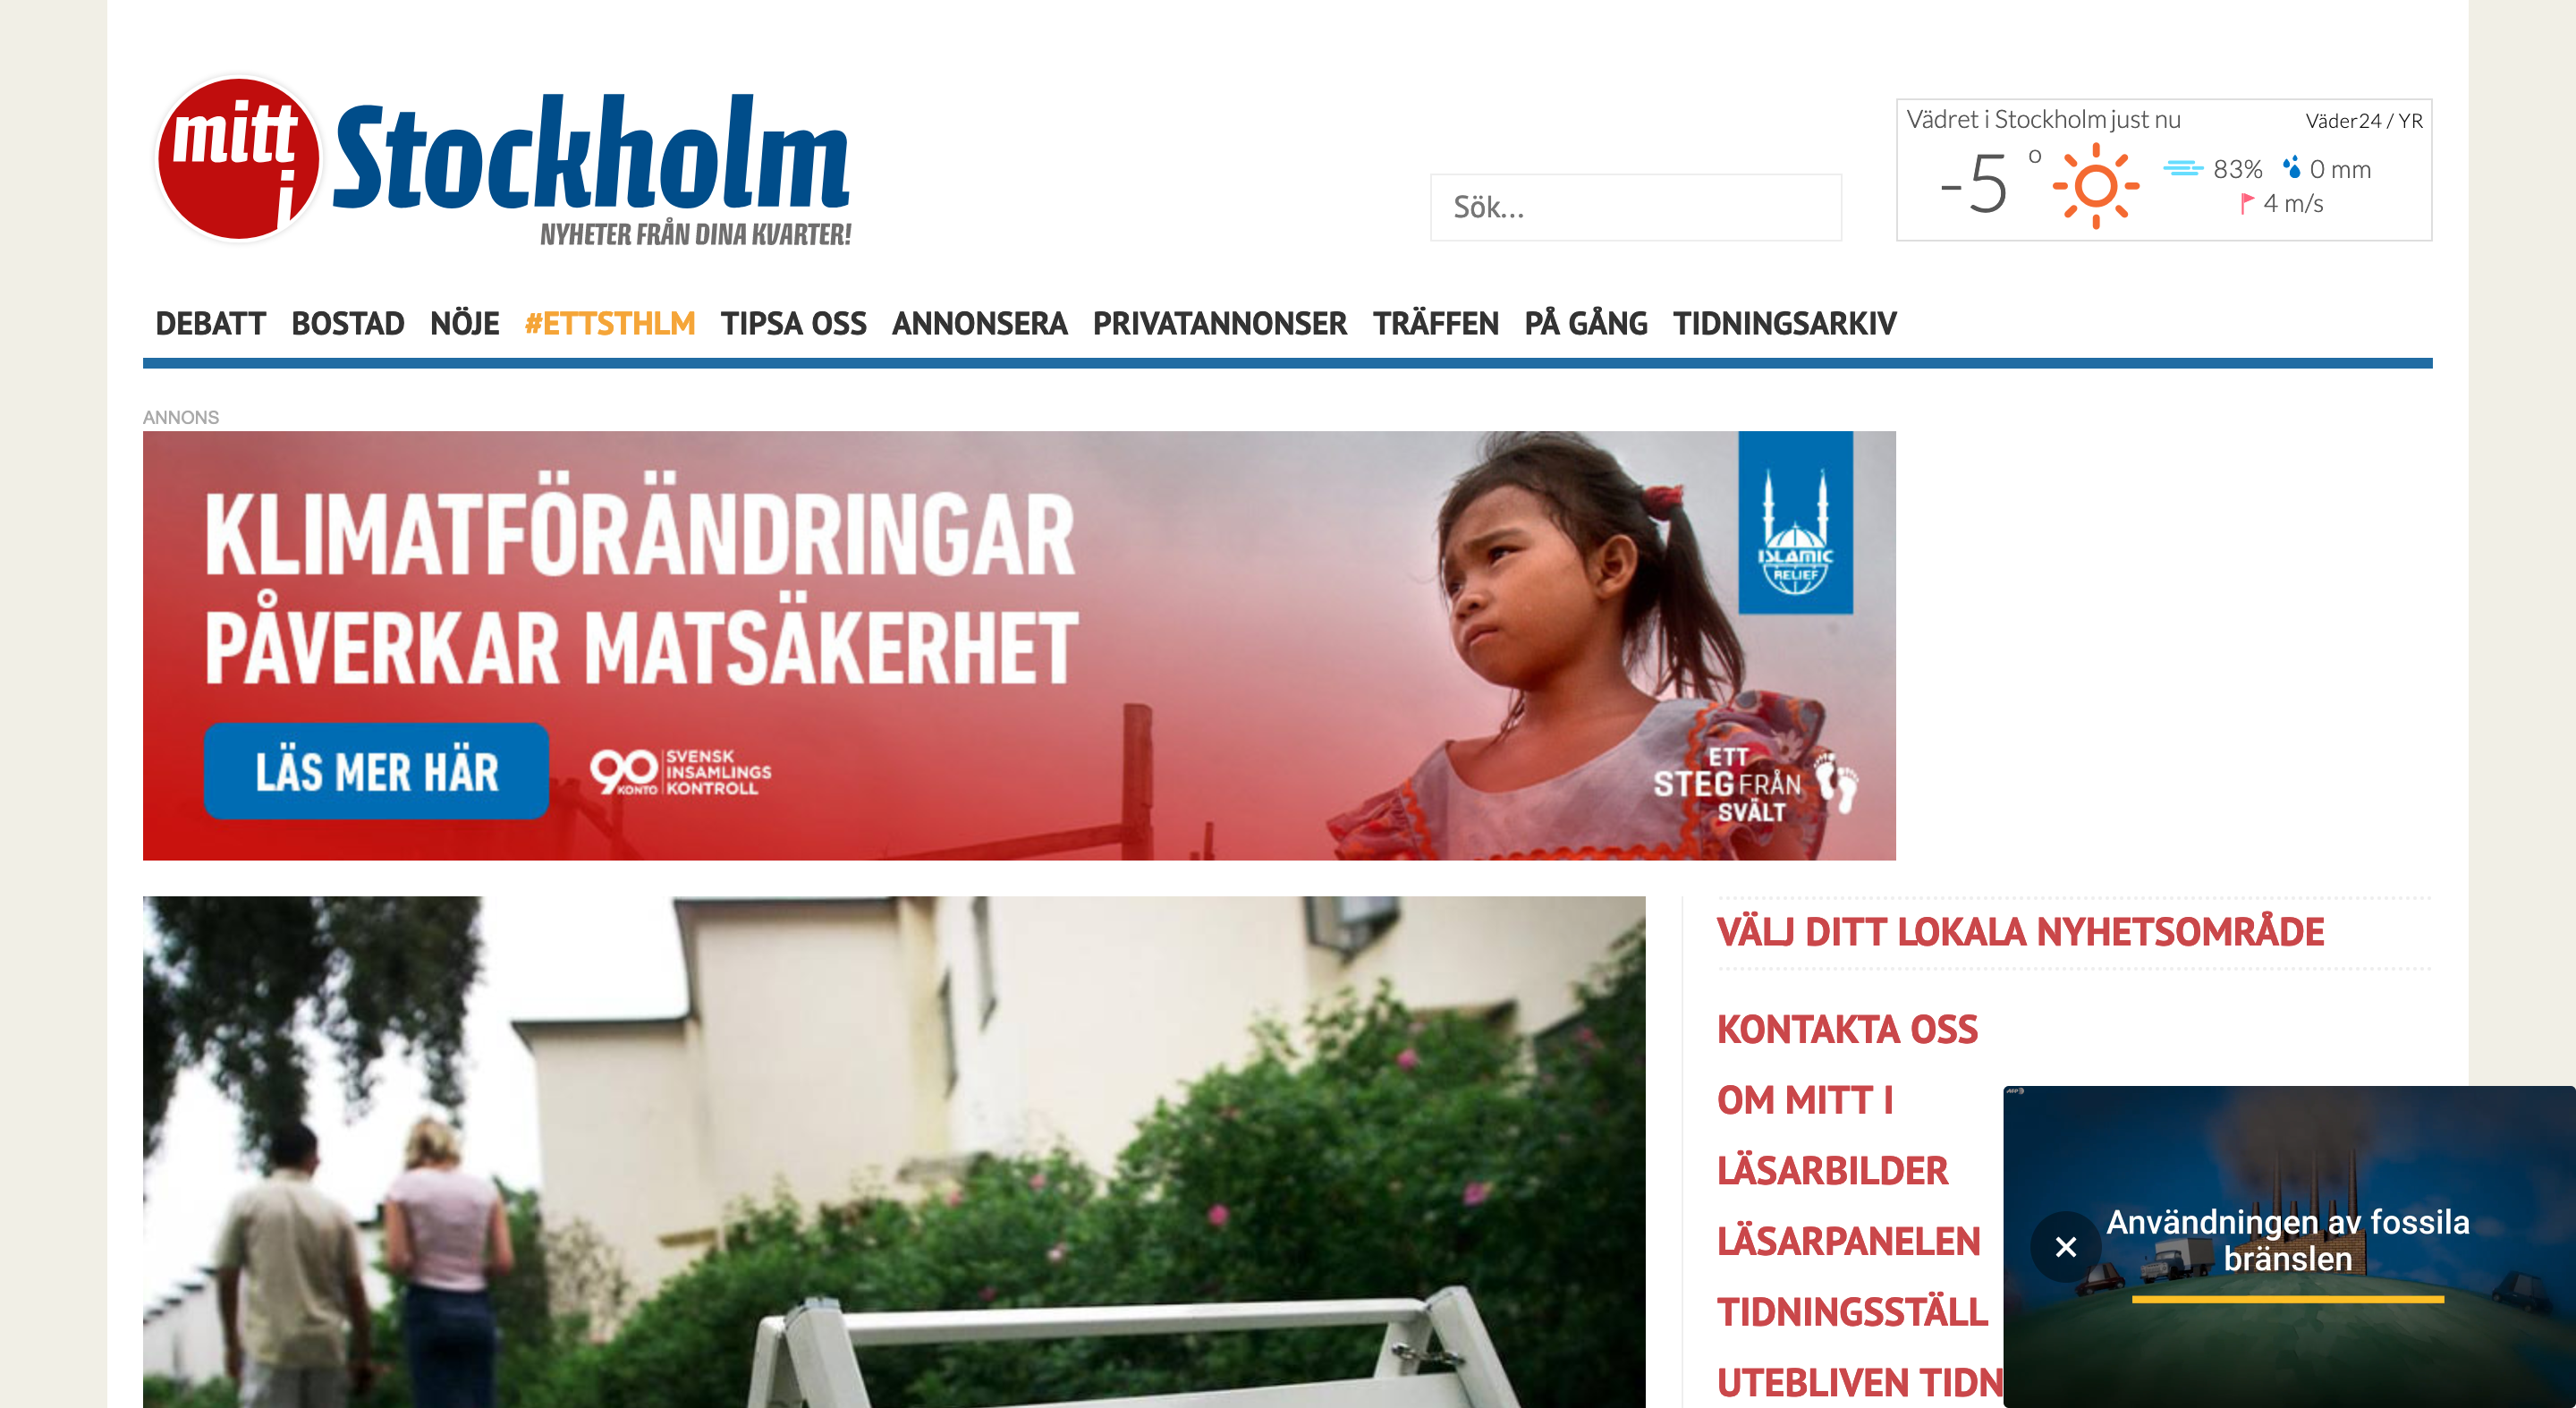 mitt i Stockholm
NYHETER FRÅN DINA KVARTER!
Sök...
Vädret i Stockholm just nu
Väder24 / YR
-5 °
83% 0 mm
4 m/s
DEBATT BOSTAD NÖJE #ETTSTHLM TIPSA OSS ANNONSERA PRIVATANNONSER TRÄFFEN PÅ GÅNG TIDNINGSARKIV
ANNONS
KLIMATFÖRÄNDRINGAR
PÅVERKAR MATSÄKERHET
LÄS MER HÄR
90 KONTO
SVENSK
INSAMLINGS
KONTROLL
ISLAMIC
RELIEF
ETT
STEG FRÅN
SVÄLT
VÄLJ DITT LOKALA NYHETSOMRÅDE
KONTAKTA OSS
OM MITT I
LÄSARBILDER
LÄSARPANELEN
TIDNINGSSTÄLL
UTEBLIVEN TIDN
AFP
Användningen av fossila
bränslen